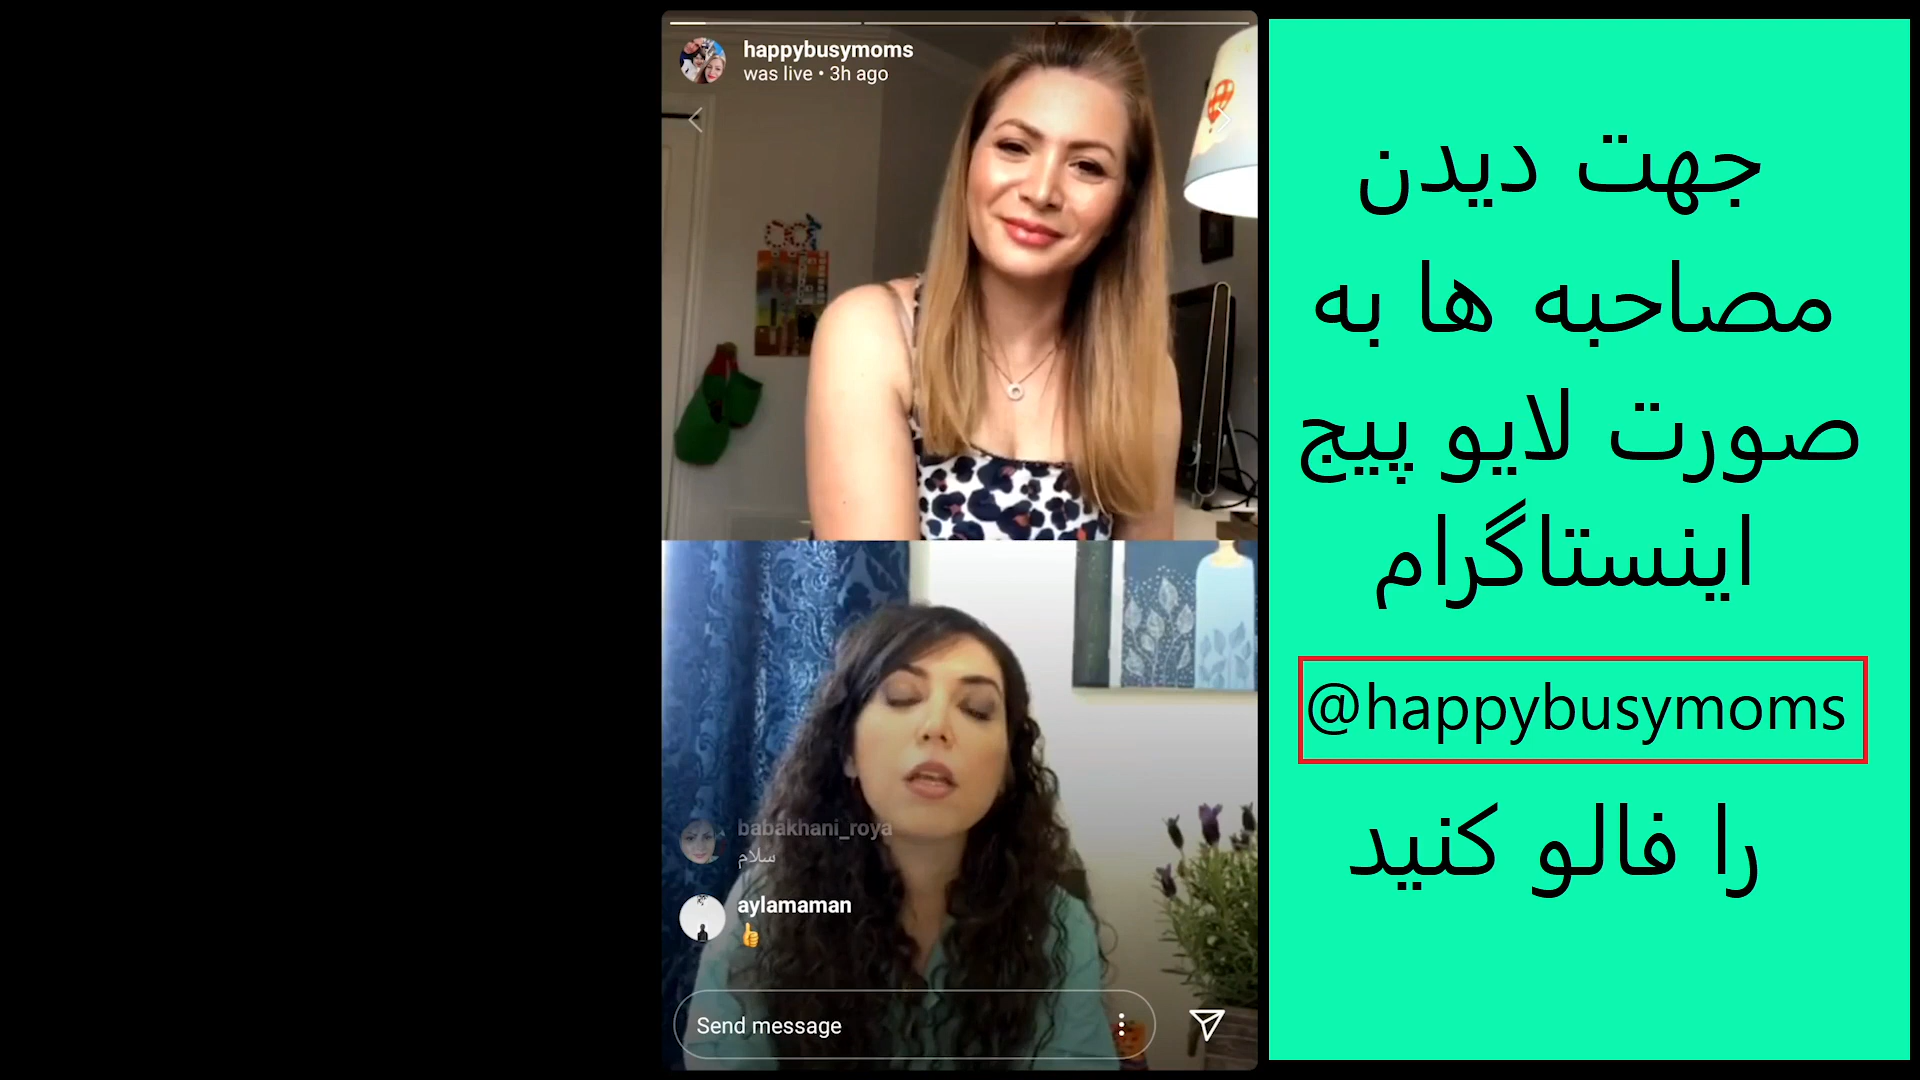 happybusymoms
was live • 3h ago
babakhani_roya
سلام
aylamaman
👍
Send message
جهت دیدن
مصاحبه ها به
صورت لایو پیج
اینستاگرام
@happybusymoms
را فالو کنید